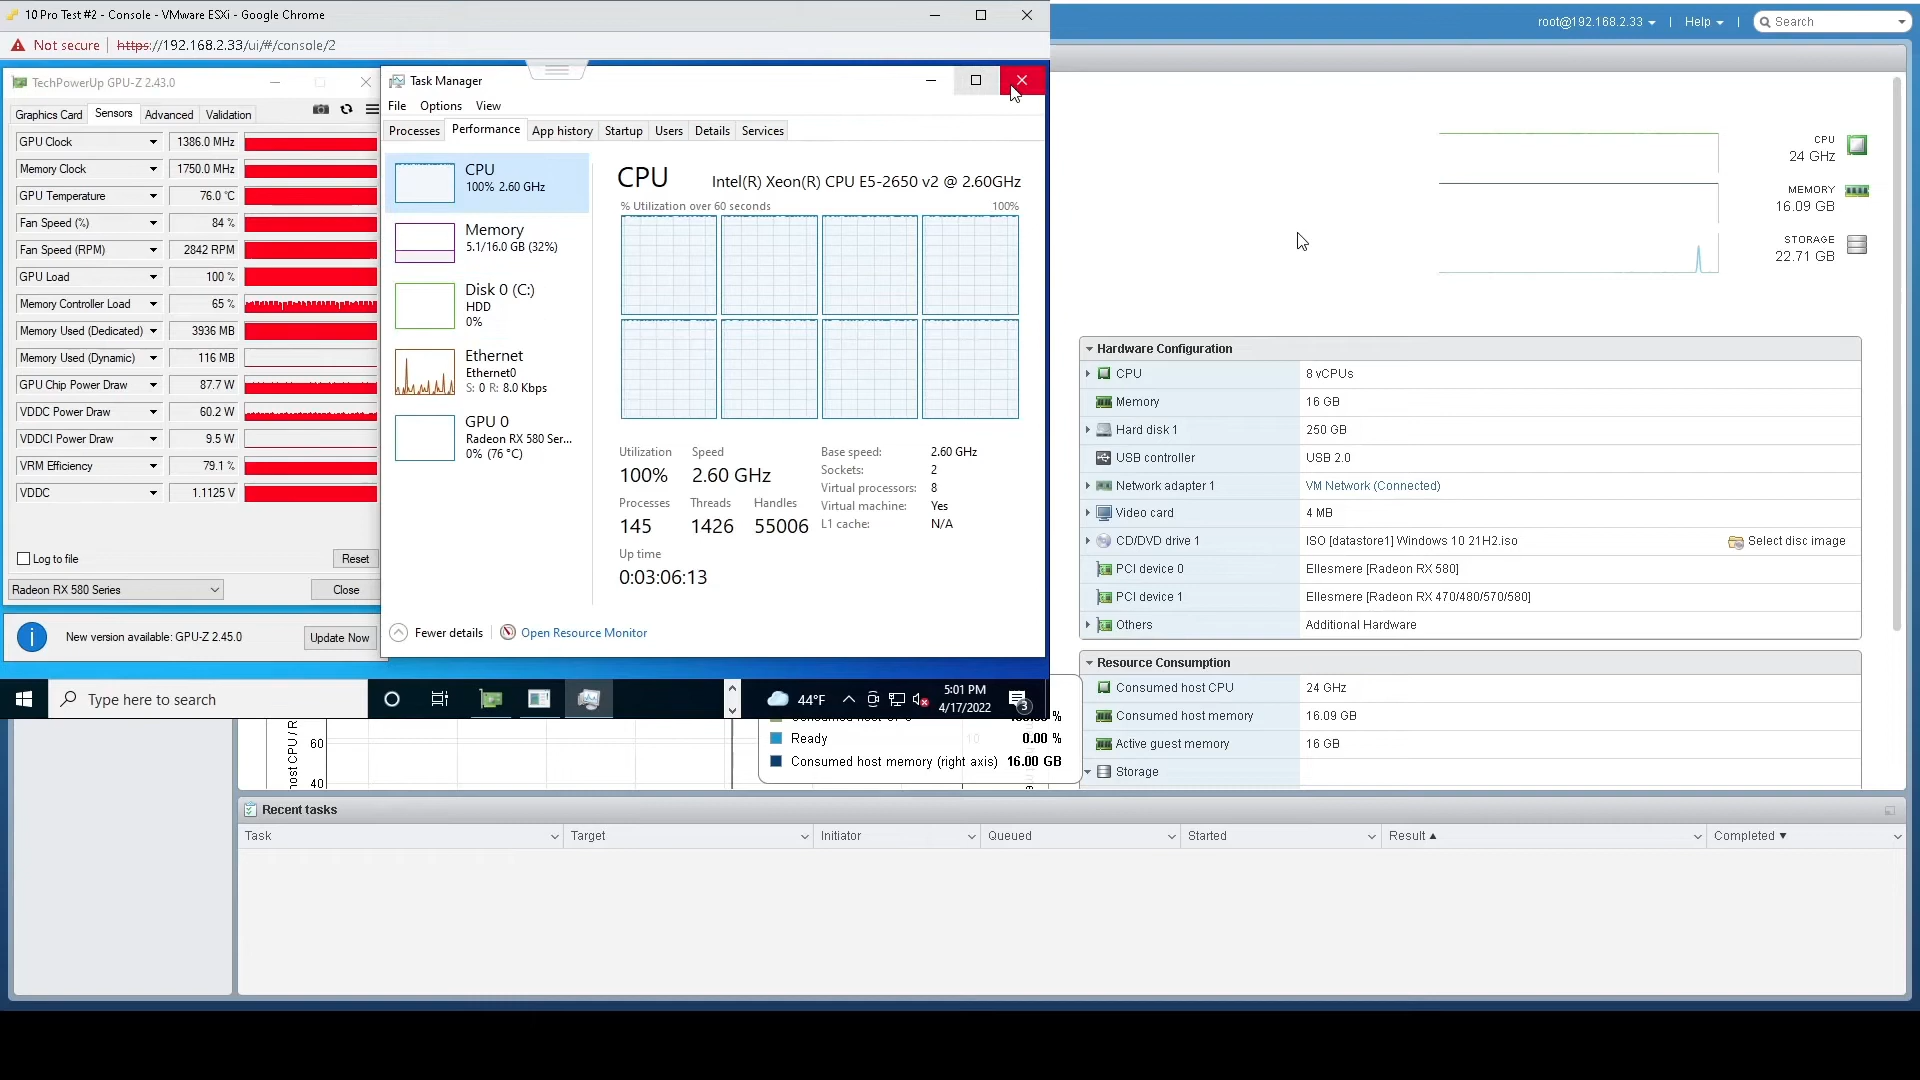 10 Pro Test #2 - Console - VMware ESXi - Google Chrome
Not secure | https://192.168.2.33/ui/#/console/2
root@192.168.2.33 | Help | Search
TechPowerUp GPU-Z 2.43.0
Graphics Card Sensors Advanced Validation
GPU Clock 1386.0 MHz
Memory Clock 1750.0 MHz
GPU Temperature 76.0 °C
Fan Speed (%) 84 %
Fan Speed (RPM) 2842 RPM
GPU Load 100 %
Memory Controller Load 65 %
Memory Used (Dedicated) 3936 MB
Memory Used (Dynamic) 116 MB
GPU Chip Power Draw 87.7 W
VDDC Power Draw 60.2 W
VDDCI Power Draw 9.5 W
VRM Efficiency 79.1 %
VDDC 1.1125 V
Log to file Reset
Radeon RX 580 Series Close
New version available: GPU-Z 2.45.0 Update Now
Task Manager
File Options View
Processes Performance App history Startup Users Details Services
CPU
100% 2.60 GHz
Memory
5.1/16.0 GB (32%)
Disk 0 (C:)
HDD
0%
Ethernet
Ethernet0
S: 0 R: 8.0 Kbps
GPU 0
Radeon RX 580 Ser...
0% (76 °C)
CPU Intel(R) Xeon(R) CPU E5-2650 v2 @ 2.60GHz
% Utilization over 60 seconds 100%
Utilization Speed
100% 2.60 GHz
Processes Threads Handles
145 1426 55006
Up time
0:03:06:13
Base speed: 2.60 GHz
Sockets: 2
Virtual processors: 8
Virtual machine: Yes
L1 cache: N/A
Fewer details Open Resource Monitor
Type here to search
44°F
5:01 PM
4/17/2022
3
CPU
24 GHz
MEMORY
16.09 GB
STORAGE
22.71 GB
Hardware Configuration
CPU 8 vCPUs
Memory 16 GB
Hard disk 1 250 GB
USB controller USB 2.0
Network adapter 1 VM Network (Connected)
Video card 4 MB
CD/DVD drive 1 ISO [datastore1] Windows 10 21H2.iso Select disc image
PCI device 0 Ellesmere [Radeon RX 580]
PCI device 1 Ellesmere [Radeon RX 470/480/570/580]
Others Additional Hardware
Resource Consumption
Consumed host CPU 24 GHz
Consumed host memory 16.09 GB
Active guest memory 16 GB
Storage
60
40
Ready 0.00 %
10
Consumed host memory (right axis) 16.00 GB
Recent tasks
Task Target Initiator Queued Started Result Completed